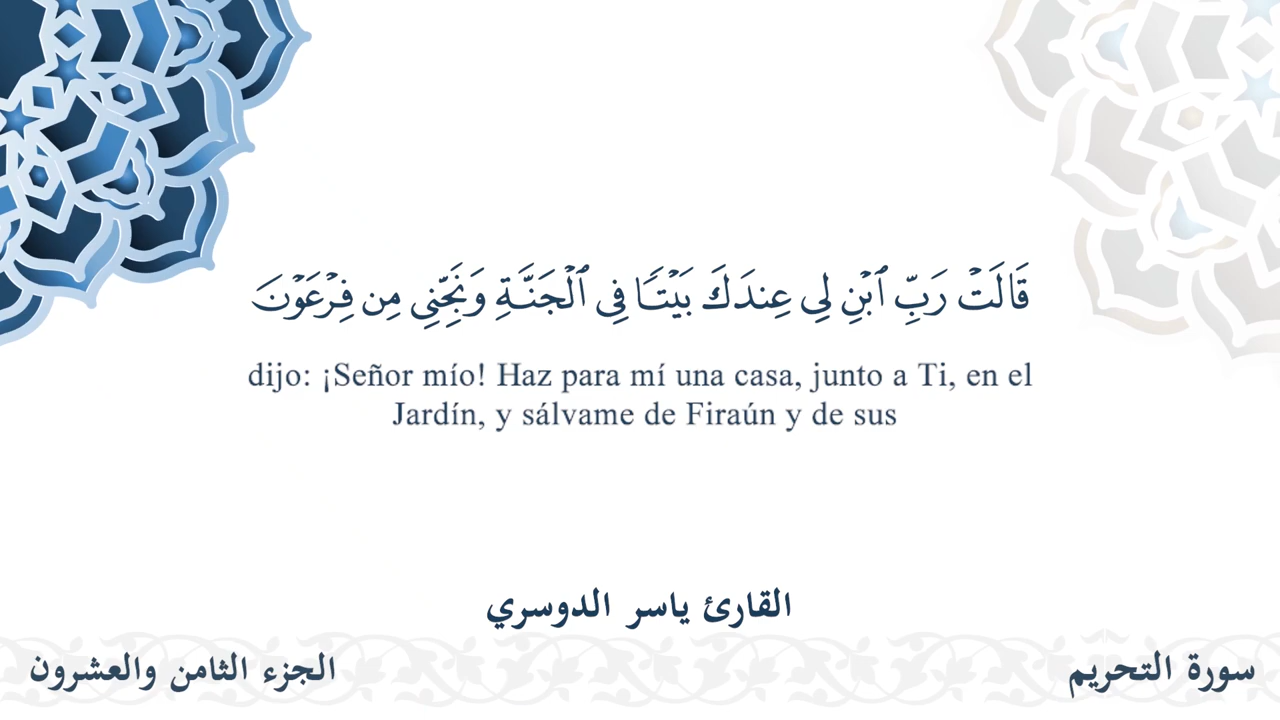 قَالَتْ رَبِّ ٱبْنِ لِي عِندَكَ بَيْتًا فِي ٱلْجَنَّةِ وَنَجِّنِي مِن فِرْعَوْنَ
dijo: ¡Señor mío! Haz para mí una casa, junto a Ti, en el
Jardín, y sálvame de Firaún y de sus
القارئ ياسر الدوسري
سورة التحريم
الجزء الثامن والعشرون